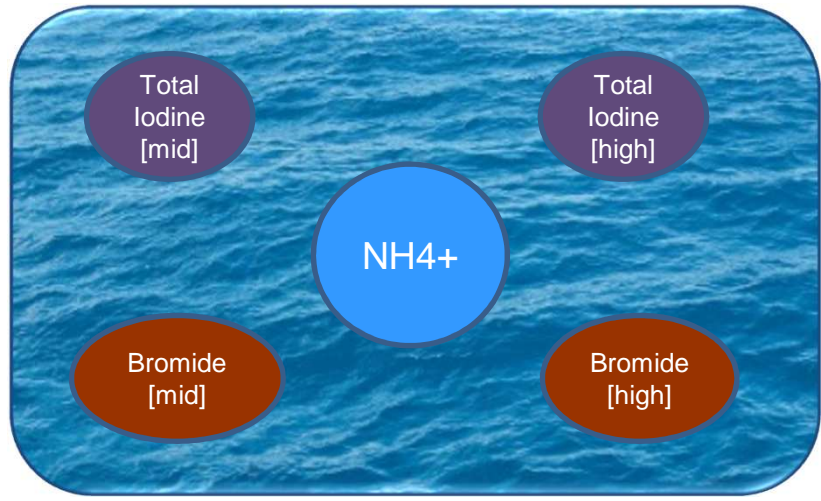 Total
Iodine
[mid]
Total
Iodine
[high]
NH4+
Bromide
[mid]
Bromide
[high]